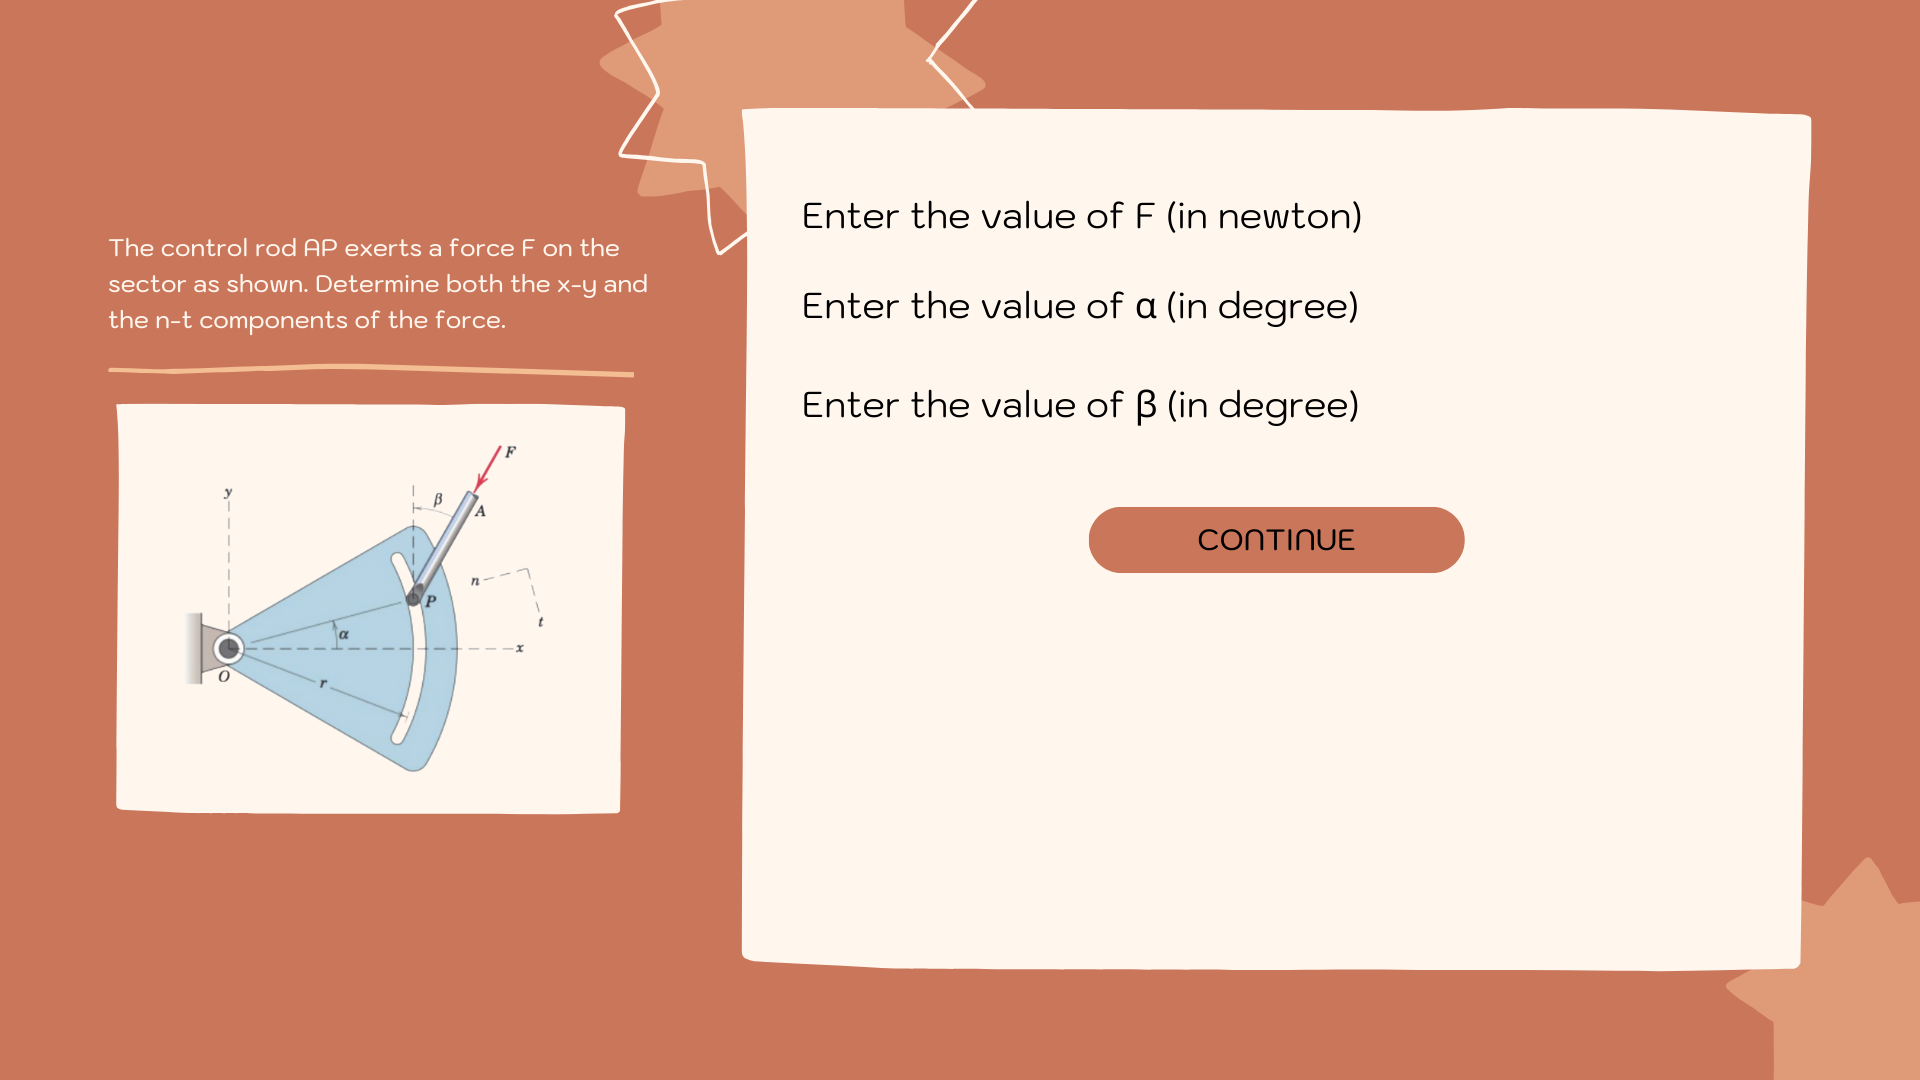 The control rod AP exerts a force F on the
sector as shown. Determine both the x-y and
the n-t components of the force.
F
y
β
A
n
P
t
α
x
O
r
Enter the value of F (in newton)
Enter the value of α (in degree)
Enter the value of β (in degree)
CONTINUE